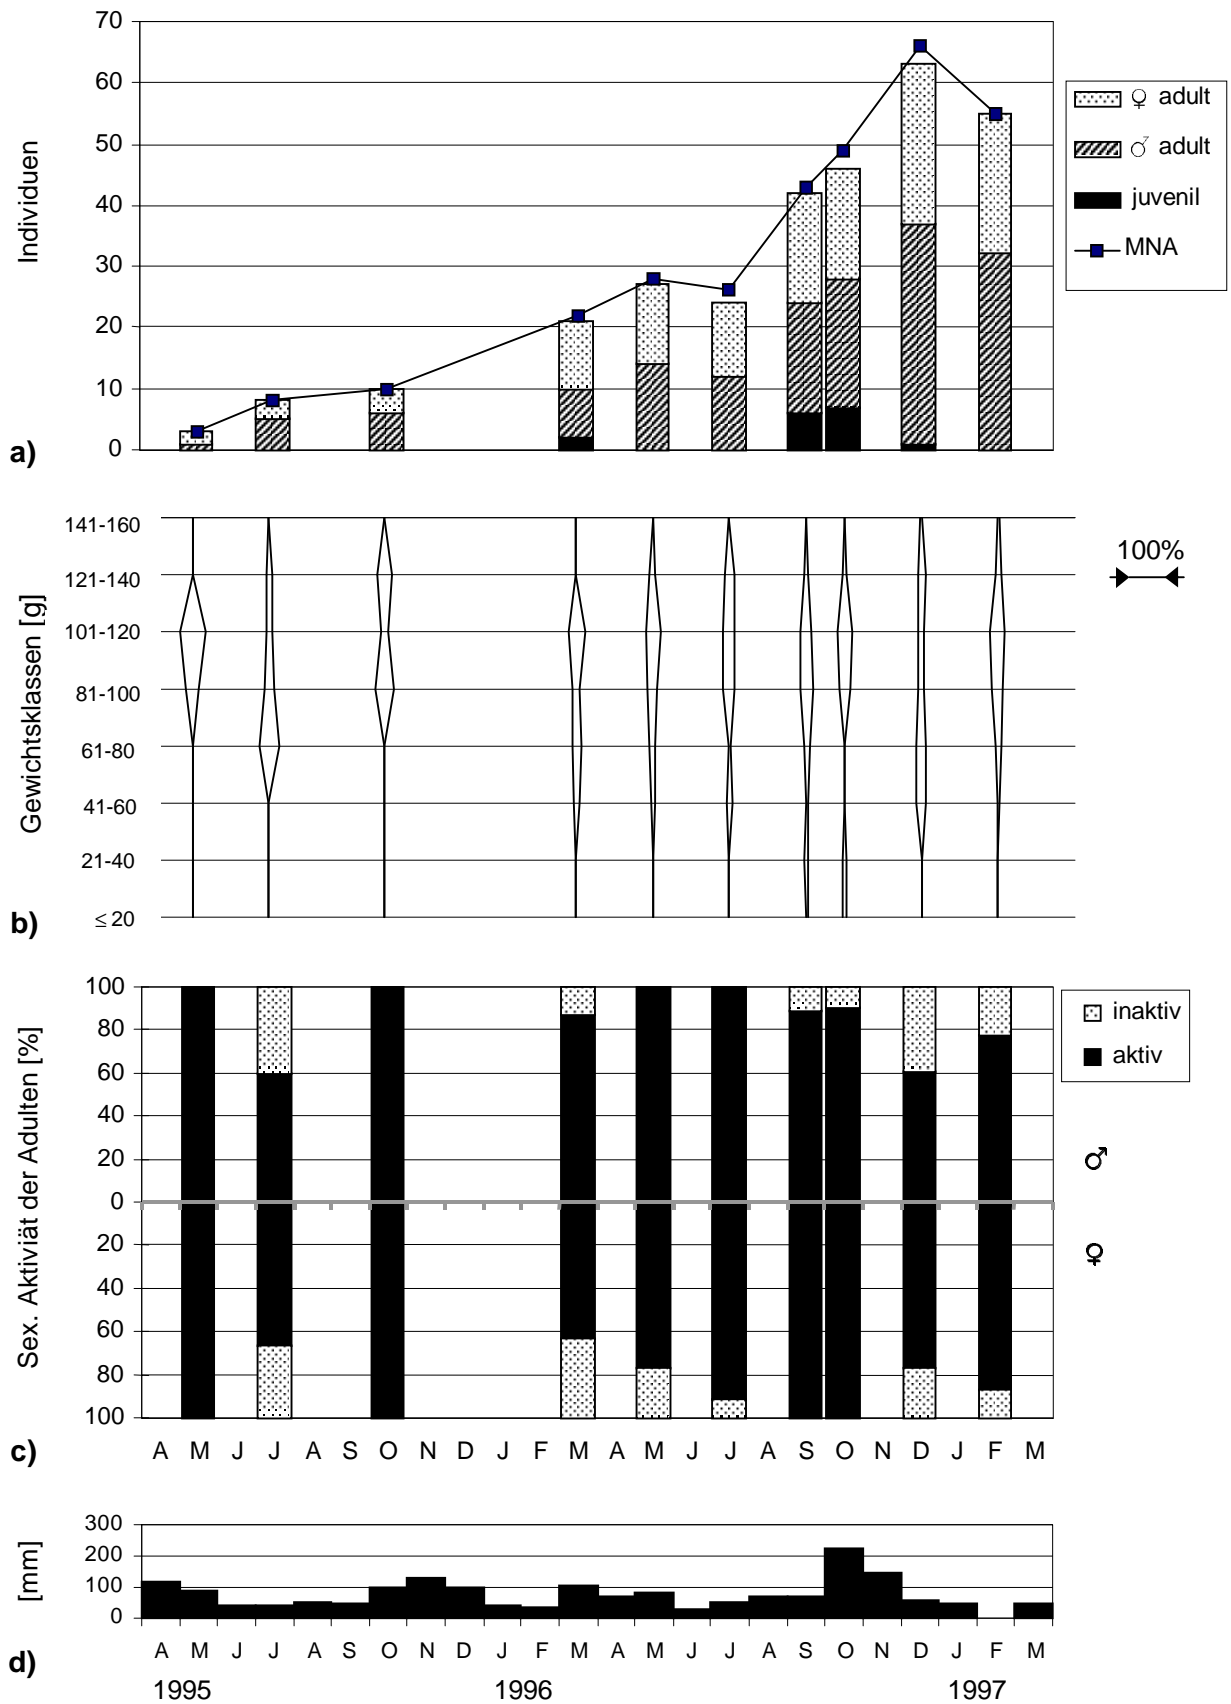 70
60
50
40
30
20
10
0
Individuen
a)
♀ adult
♂ adult
juvenil
MNA
141-160
121-140
101-120
81-100
61-80
41-60
21-40
≤ 20
Gewichtsklassen [g]
b)
100%
100
80
60
40
20
0
20
40
60
80
100
Sex. Aktiviät der Adulten [%]
c)
inaktiv
aktiv
♂
♀
A M J J A S O N D J F M A M J J A S O N D J F M
300
200
100
0
[mm]
d)
A M J J A S O N D J F M A M J J A S O N D J F M
1995 1996 1997